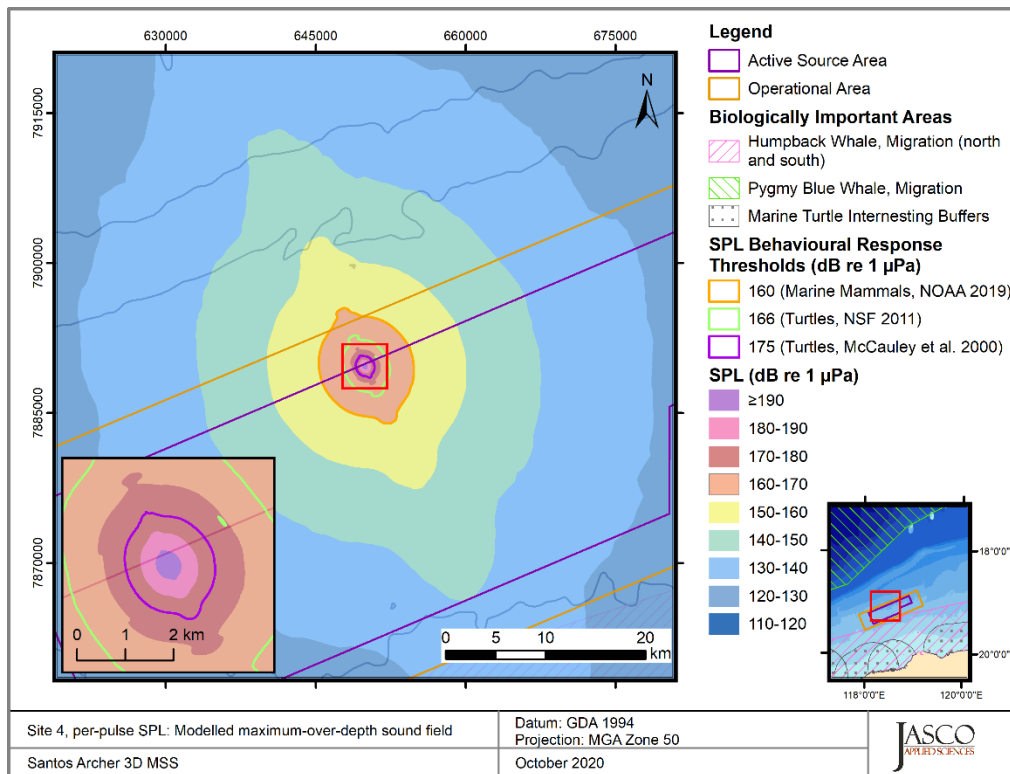 630000
645000
660000
675000
7915000
7900000
7885000
7870000
N
0 1 2 km
0 5 10 20
km
Legend
Active Source Area
Operational Area
Biologically Important Areas
Humpback Whale, Migration (north
and south)
Pygmy Blue Whale, Migration
Marine Turtle Internesting Buffers
SPL Behavioural Response
Thresholds (dB re 1 µPa)
160 (Marine Mammals, NOAA 2019)
166 (Turtles, NSF 2011)
175 (Turtles, McCauley et al. 2000)
SPL (dB re 1 µPa)
≥190
180-190
170-180
160-170
150-160
140-150
130-140
120-130
110-120
18°0'0"S
20°0'0"S
118°0'0"E 120°0'0"E
Site 4, per-pulse SPL: Modelled maximum-over-depth sound field
Santos Archer 3D MSS
Datum: GDA 1994
Projection: MGA Zone 50
October 2020
JASCO
APPLIED SCIENCES